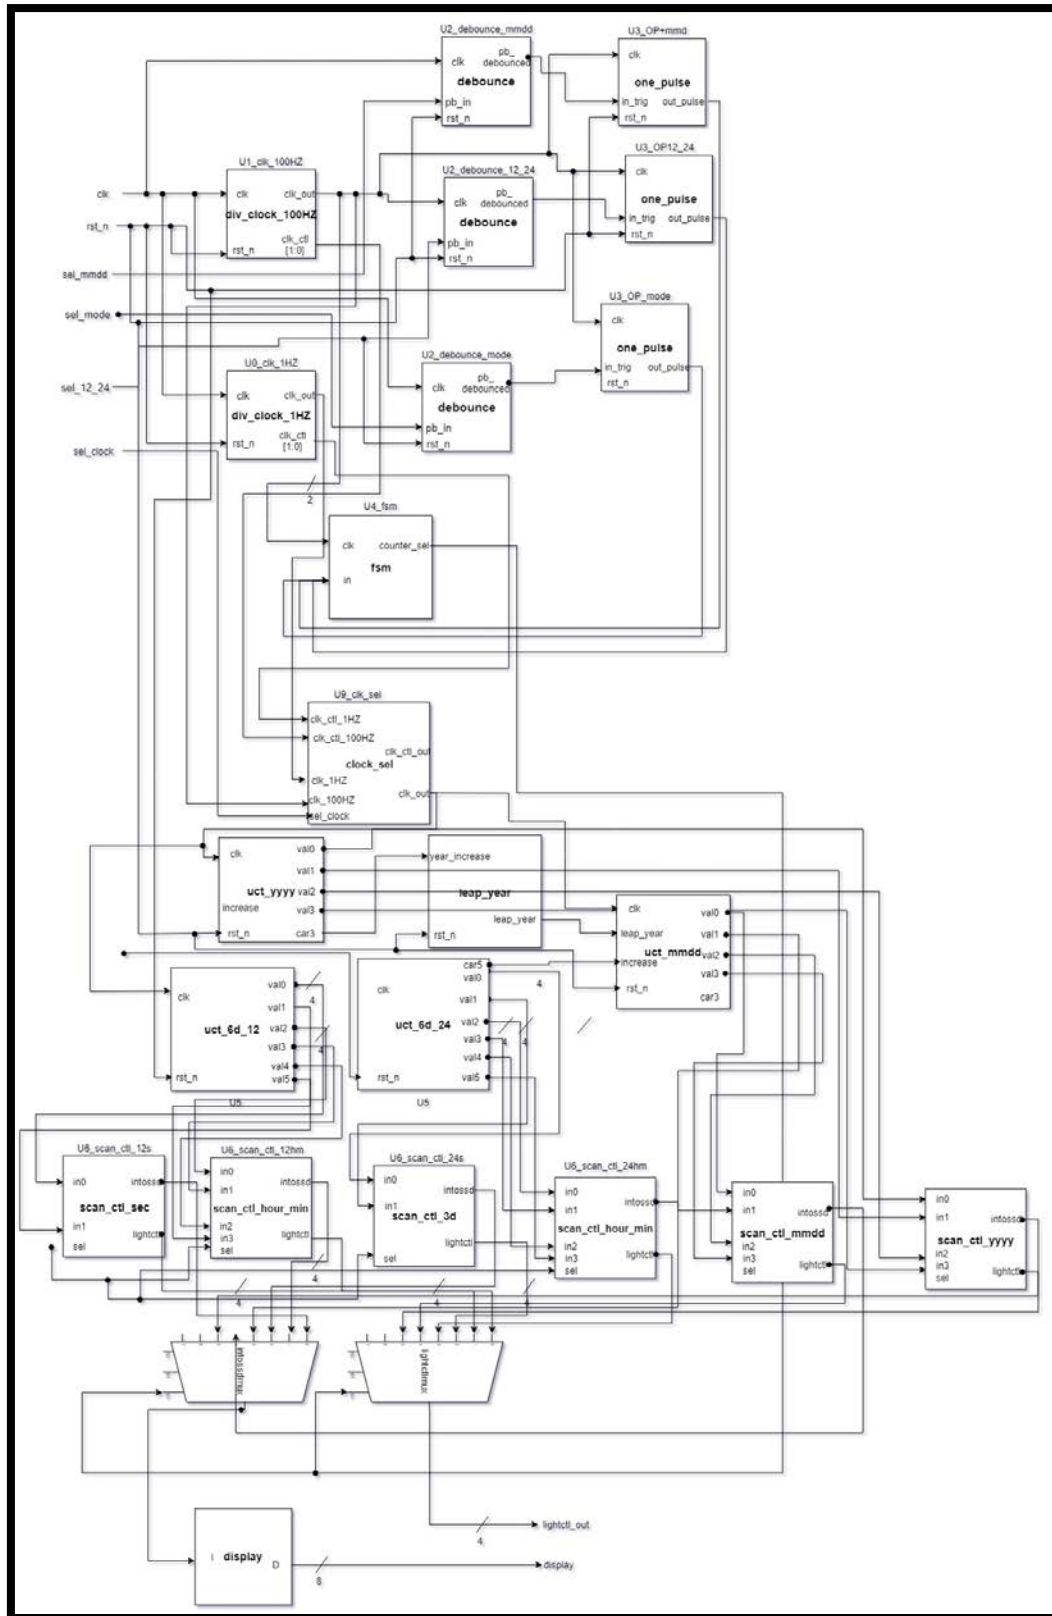 U2_debounce_mmdd
clk
pb_
debounced
debounce
pb_in
rst_n
U3_OP+mmd
clk
one_pulse
in_trig out_pulse
rst_n
U1_clk_100HZ
clk clk_out
div_clock_100HZ
clk_ctl
[1:0]
rst_n
U2_debounce_12_24
clk
pb_
debounced
debounce
pb_in
rst_n
U3_OP12_24
clk
one_pulse
in_trig out_pulse
rst_n
clk
rst_n
sel_mmdd
sel_mode
sel_12_24
sel_clock
U3_OP_mode
clk
one_pulse
in_trig out_pulse
rst_n
U0_clk_1HZ
clk clk_out
div_clock_1HZ
clk_ctl
[1:0]
rst_n
U2_debounce_mode
clk
pb_
debounced
debounce
pb_in
rst_n
2
U4_fsm
clk counter_sel
fsm
in
U9_clk_sel
clk_ctl_1HZ
clk_ctl_100HZ
clk_ctl_out
clock_sel
clk_1HZ
clk_out
clk_100HZ
sel_clock
clk
val0
val1
uct_yyyy val2
increase
val3
rst_n car3
year_increase
leap_year
leap_year
rst_n
clk
val0
leap_year
val1
uct_mmdd val2
increase
val3
rst_n
car3
clk
val0
val1
uct_6d_12 val2
val3
val4
rst_n val5
U5
4
4
car5
val0
clk
val1
val2
uct_6d_24
val3
val4
rst_n val5
U5
4
4
4
U6_scan_ctl_12s
in0 intossd
scan_ctl_sec
in1 lightctl
sel
U6_scan_ctl_12hm
in0
in1 intossd
scan_ctl_hour_min
in2
in3 lightctl
sel
U6_scan_ctl_24s
in0
intossd
in1
scan_ctl_3d
lightctl
sel
U6_scan_ctl_24hm
in0
in1 intossd
scan_ctl_hour_min
in2
in3 lightctl
sel
in0
in1 intossd
scan_ctl_mmdd
in2
in3 lightctl
sel
in0
in1 intossd
scan_ctl_yyyy
in2
in3
sel lightctl
4
4
4
4
intossdmux
lightctlmux
4
lightctl_out
I display D
8
display